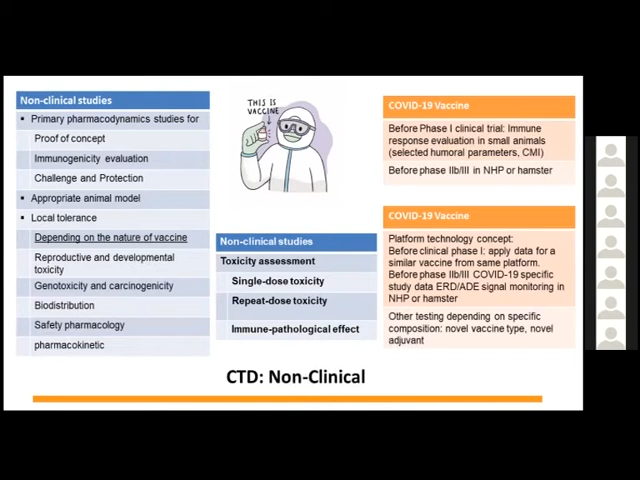 Non-clinical studies
▪ Primary pharmacodynamics studies for
Proof of concept
Immunogenicity evaluation
Challenge and Protection
▪ Appropriate animal model
▪ Local tolerance
Depending on the nature of vaccine
Reproductive and developmental
toxicity
Genotoxicity and carcinogenicity
Biodistribution
Safety pharmacology
pharmacokinetic
THIS IS
VACCINE
Non-clinical studies
Toxicity assessment
Single-dose toxicity
Repeat-dose toxicity
Immune-pathological effect
COVID-19 Vaccine
Before Phase I clinical trial: Immune
response evaluation in small animals
(selected humoral parameters, CMI)
Before phase IIb/III in NHP or hamster
COVID-19 Vaccine
Platform technology concept:
Before clinical phase I: apply data for a
similar vaccine from same platform.
Before phase IIb/III COVID-19 specific
study data ERD/ADE signal monitoring in
NHP or hamster
Other testing depending on specific
composition: novel vaccine type, novel
adjuvant
CTD: Non-Clinical